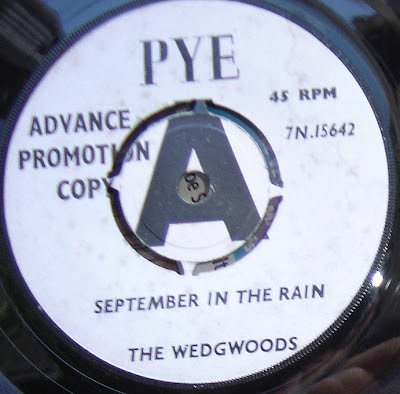 PYE
45 RPM
ADVANCE
PROMOTION
COPY
7N.15642
A
SEPTEMBER IN THE RAIN
THE WEDGWOODS